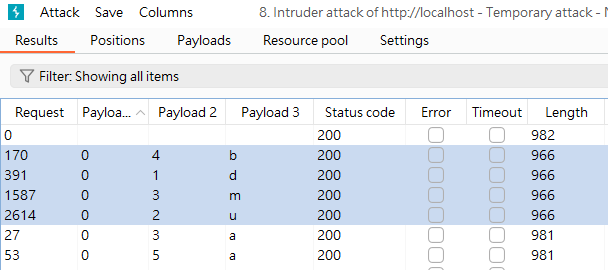 Attack Save Columns 8. Intruder attack of http://localhost - Temporary attack -
Results Positions Payloads Resource pool Settings
Filter: Showing all items
Request Payloa... Payload 2 Payload 3 Status code Error Timeout Length
0 200 982
170 0 4 b 200 966
391 0 1 d 200 966
1587 0 3 m 200 966
2614 0 2 u 200 966
27 0 3 a 200 981
53 0 5 a 200 981